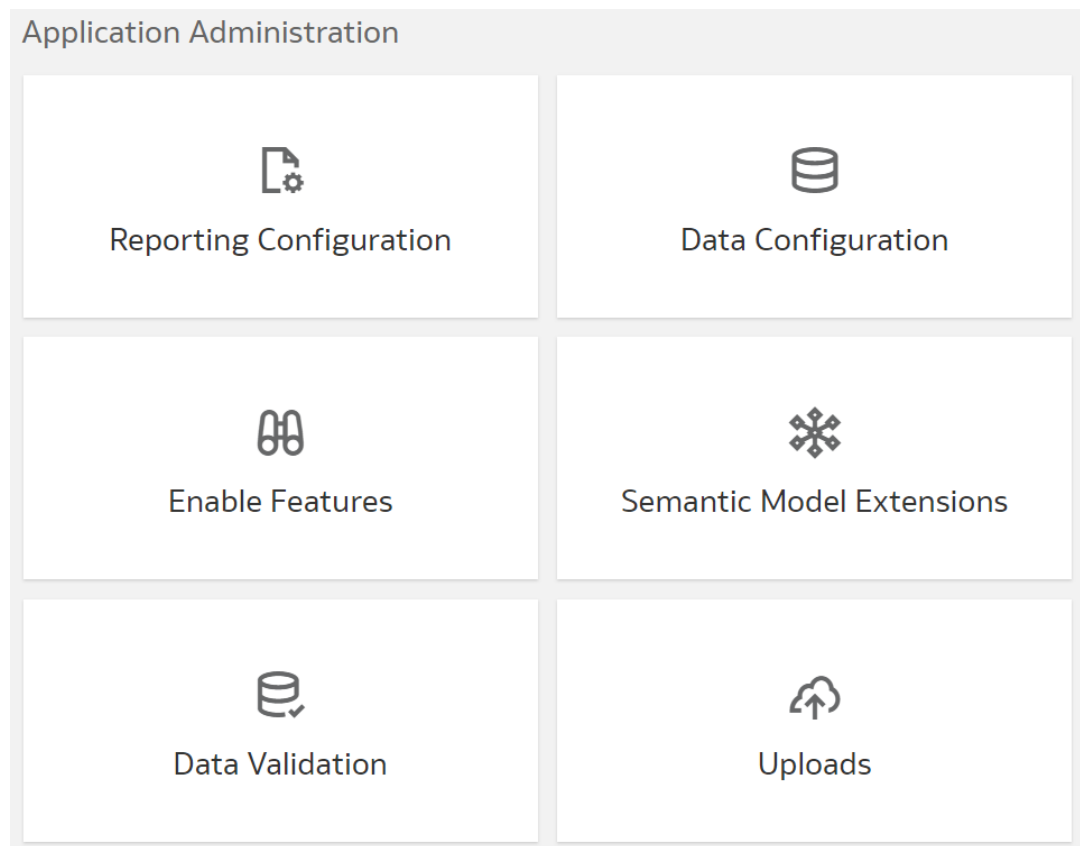 Application Administration
Reporting Configuration
Data Configuration
Enable Features
Semantic Model Extensions
Data Validation
Uploads